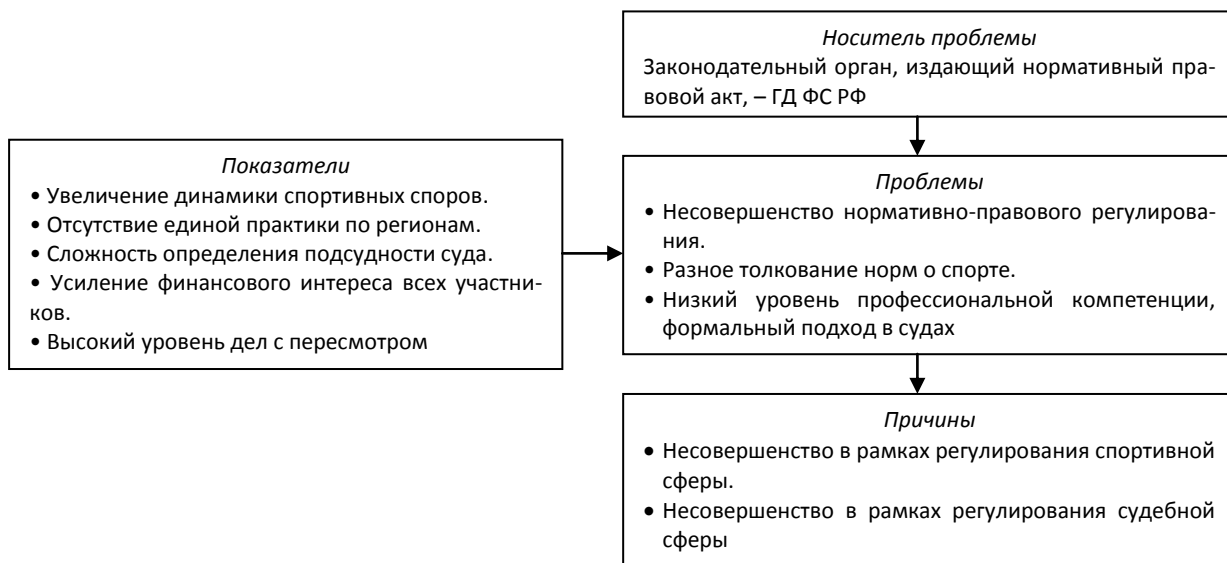 Носитель проблемы
Законодательный орган, издающий нормативный пра-
вовой акт, – ГД ФС РФ
Показатели
• Увеличение динамики спортивных споров.
• Отсутствие единой практики по регионам.
• Сложность определения подсудности суда.
• Усиление финансового интереса всех участни-
ков.
• Высокий уровень дел с пересмотром
Проблемы
• Несовершенство нормативно-правового регулирова-
ния.
• Разное толкование норм о спорте.
• Низкий уровень профессиональной компетенции,
формальный подход в судах
Причины
• Несовершенство в рамках регулирования спортивной
сферы.
• Несовершенство в рамках регулирования судебной
сферы